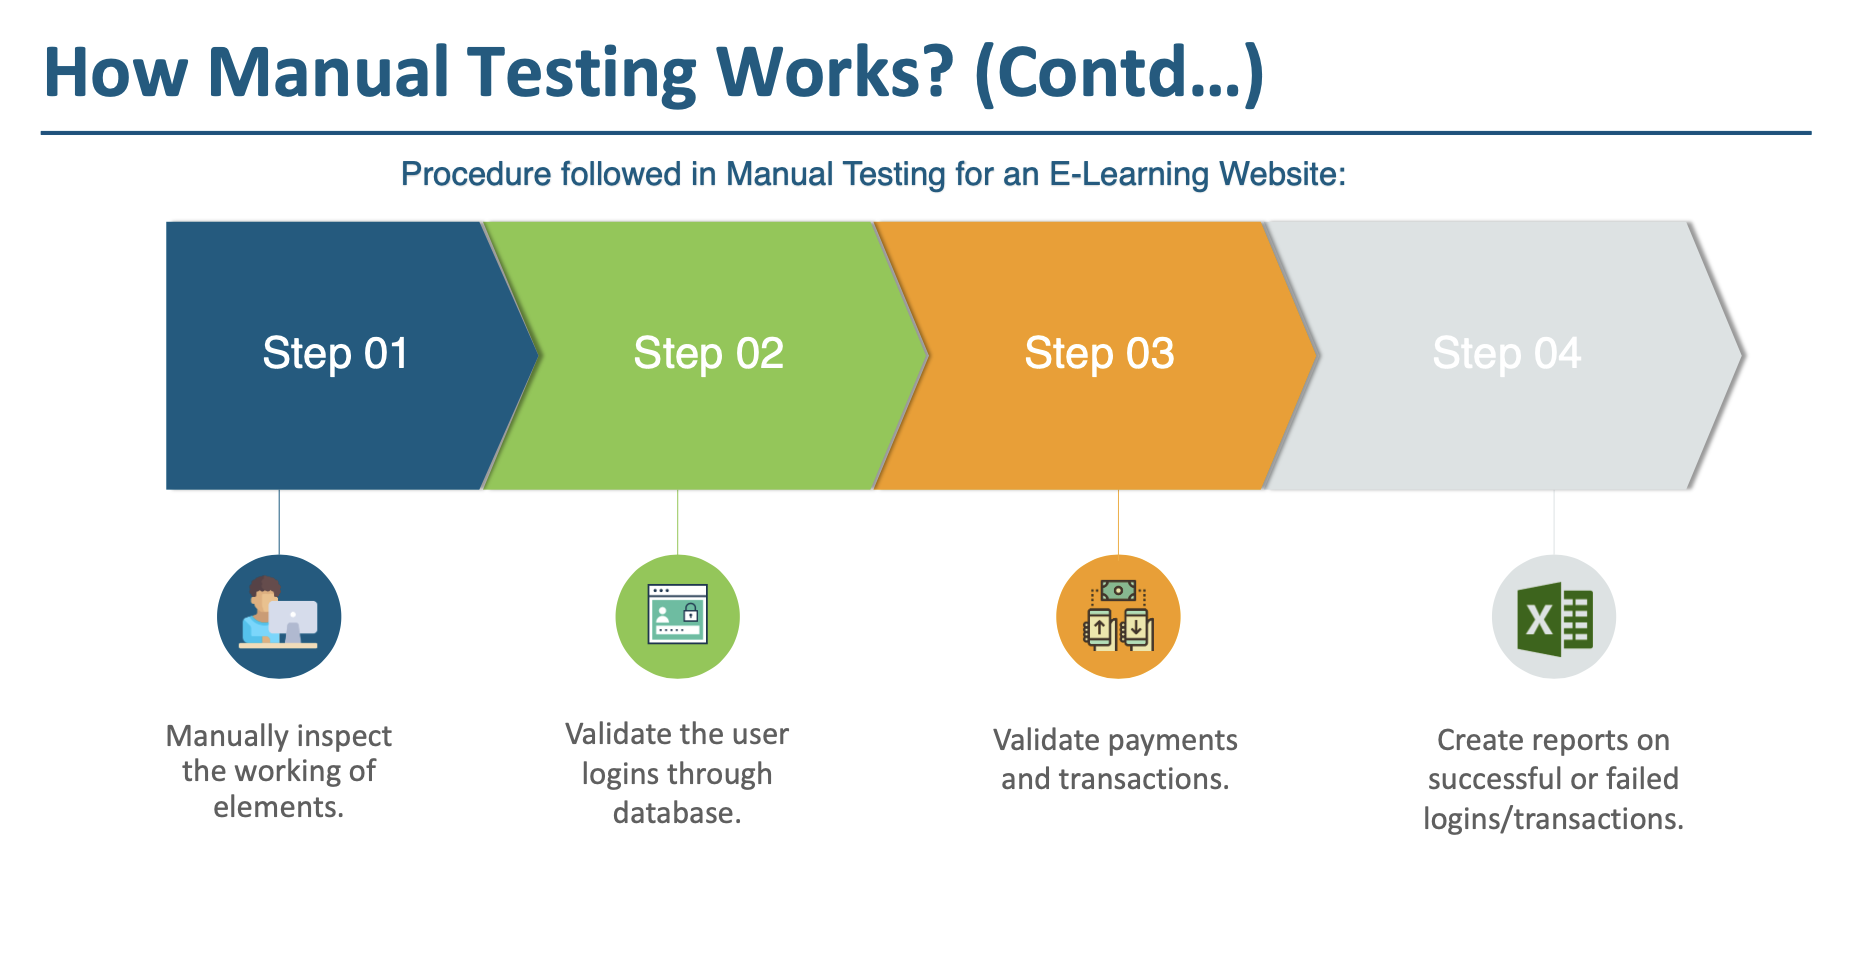 How Manual Testing Works? (Contd...)
Procedure followed in Manual Testing for an E-Learning Website:
Step 01
Step 02
Step 03
Step 04
X
Manually inspect
the working of
elements.
Validate the user
logins through
database.
Validate payments
and transactions.
Create reports on
successful or failed
logins/transactions.